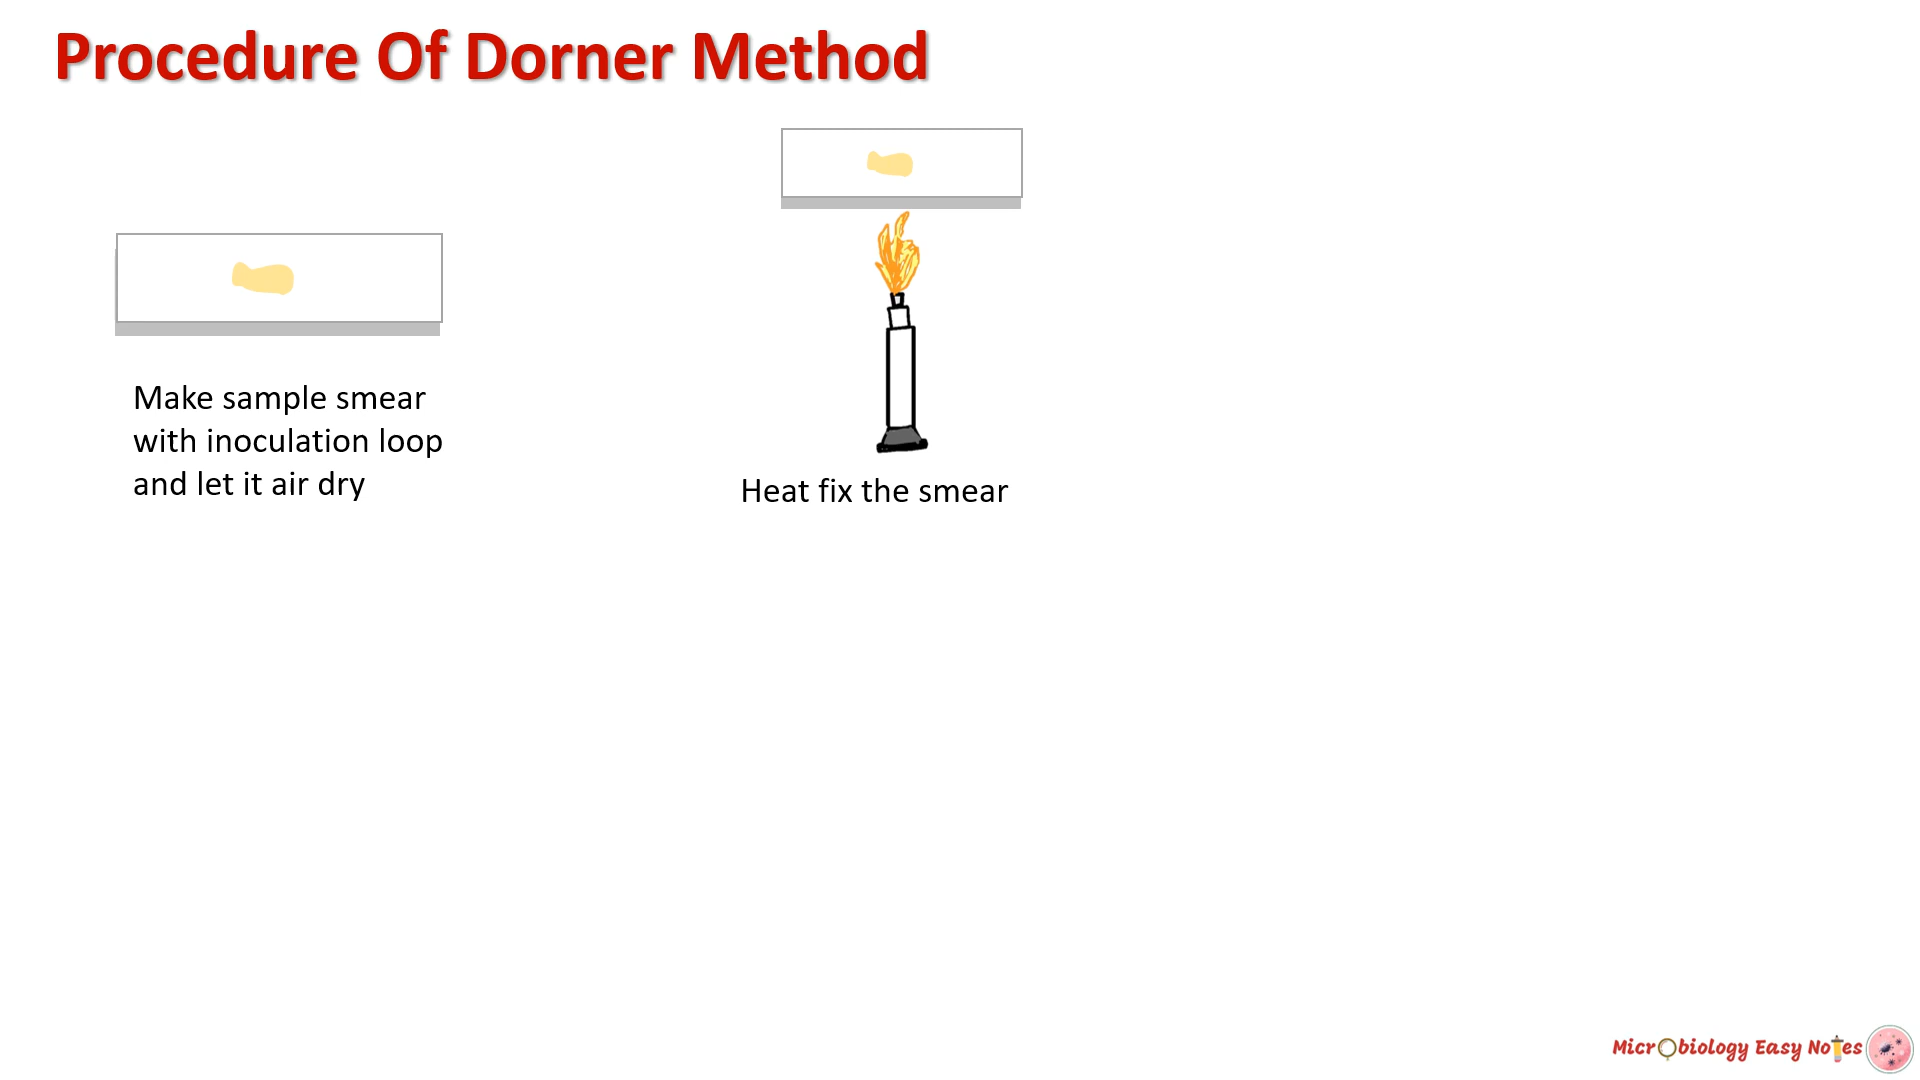 Procedure Of Dorner Method
Make sample smear
with inoculation loop
and let it air dry
Heat fix the smear
Microbiology Easy Notes